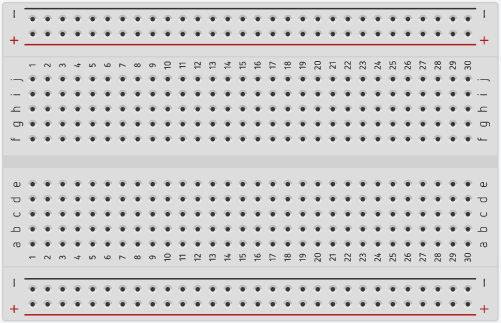 – –
+ +
1 2 3 4 5 6 7 8 9 10 11 12 13 14 15 16 17 18 19 20 21 22 23 24 25 26 27 28 29 30
j j
i i
h h
g g
f f
e e
d d
c c
b b
a a
1 2 3 4 5 6 7 8 9 10 11 12 13 14 15 16 17 18 19 20 21 22 23 24 25 26 27 28 29 30
– –
+ +